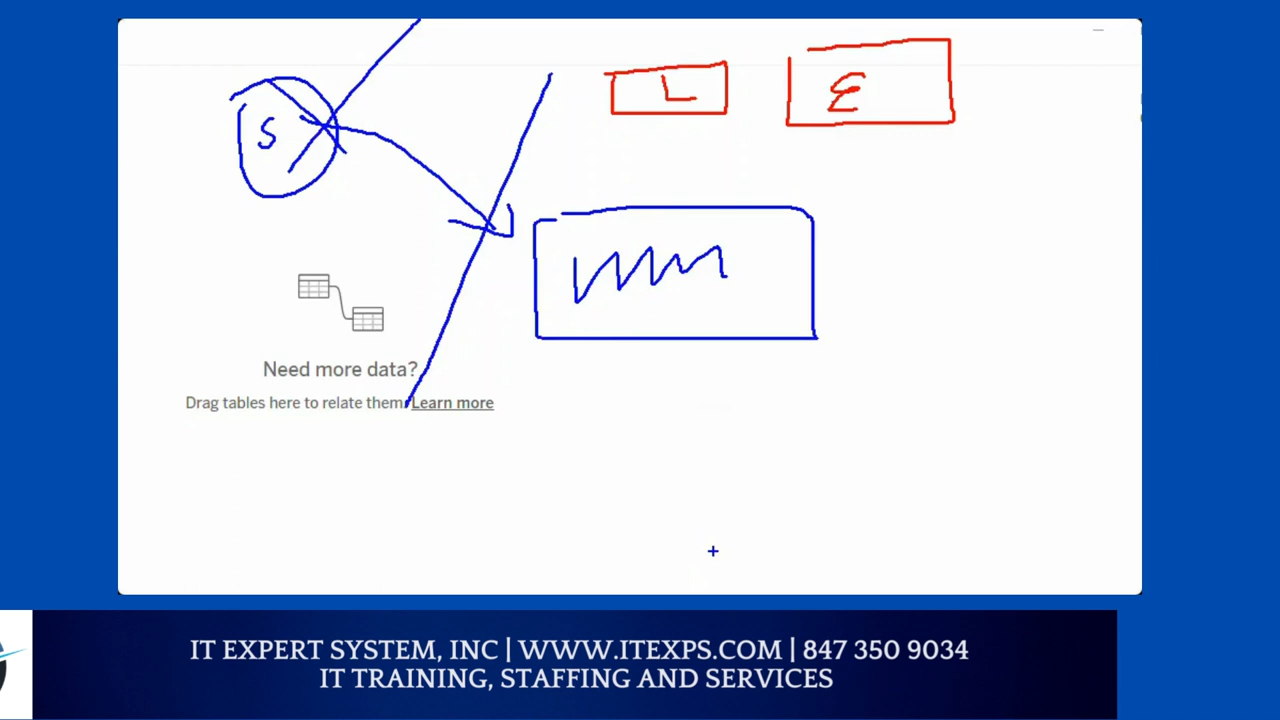 L
E
S
Need more data?
Drag tables here to relate them. Learn more
IT EXPERT SYSTEM, INC | WWW.ITEXPS.COM | 847 350 9034
IT TRAINING, STAFFING AND SERVICES